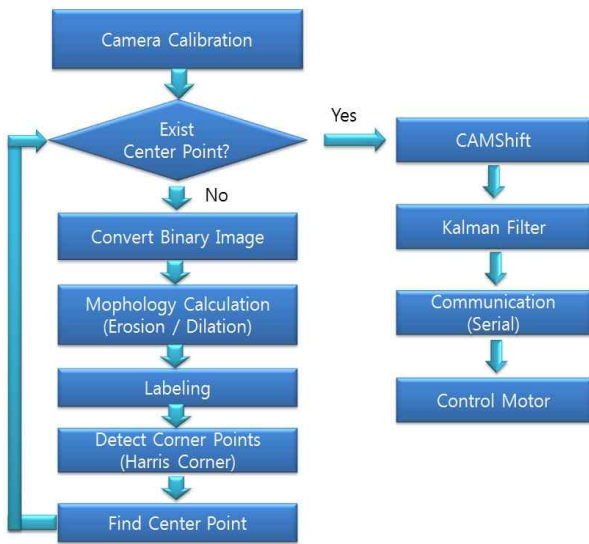 Camera Calibration
Exist
Center Point?
Yes
No
Convert Binary Image
Mophology Calculation
(Erosion / Dilation)
Labeling
Detect Corner Points
(Harris Corner)
Find Center Point
CAMShift
Kalman Filter
Communication
(Serial)
Control Motor